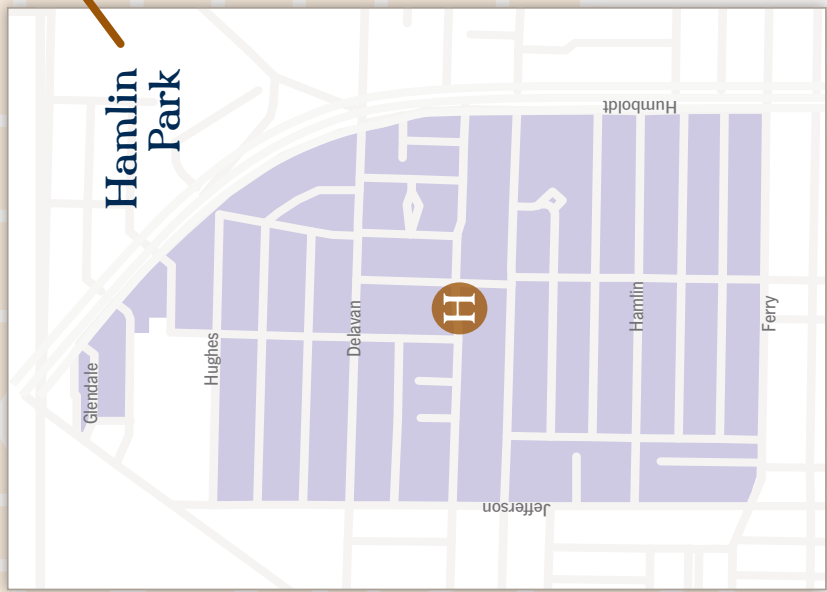 Hamlin
Park
Humboldt
H
Hamlin
Ferry
Delavan
Hughes
Glendale
Jefferson